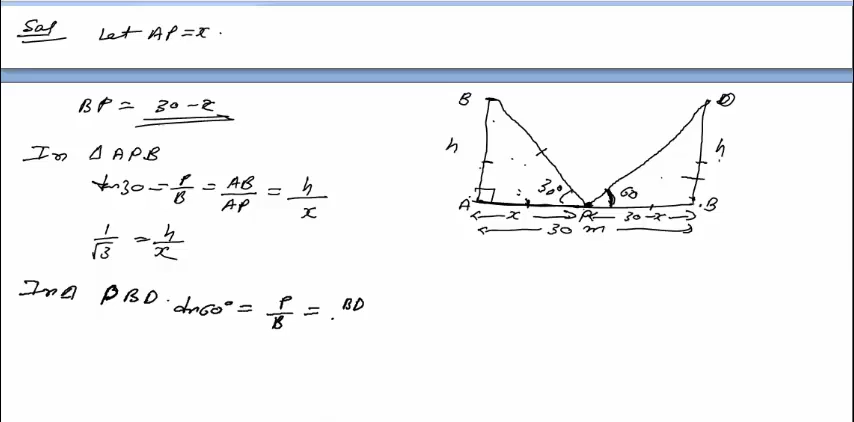 Sol Let AP = x.
BP = 30 - x
In Δ APB
tan30 = P/B = AB/AP = h/x
1/√3 = h/x
In Δ PBD. tan60° = P/B = BD
B D
h h
30° 60
A P B
x 30-x
30 m